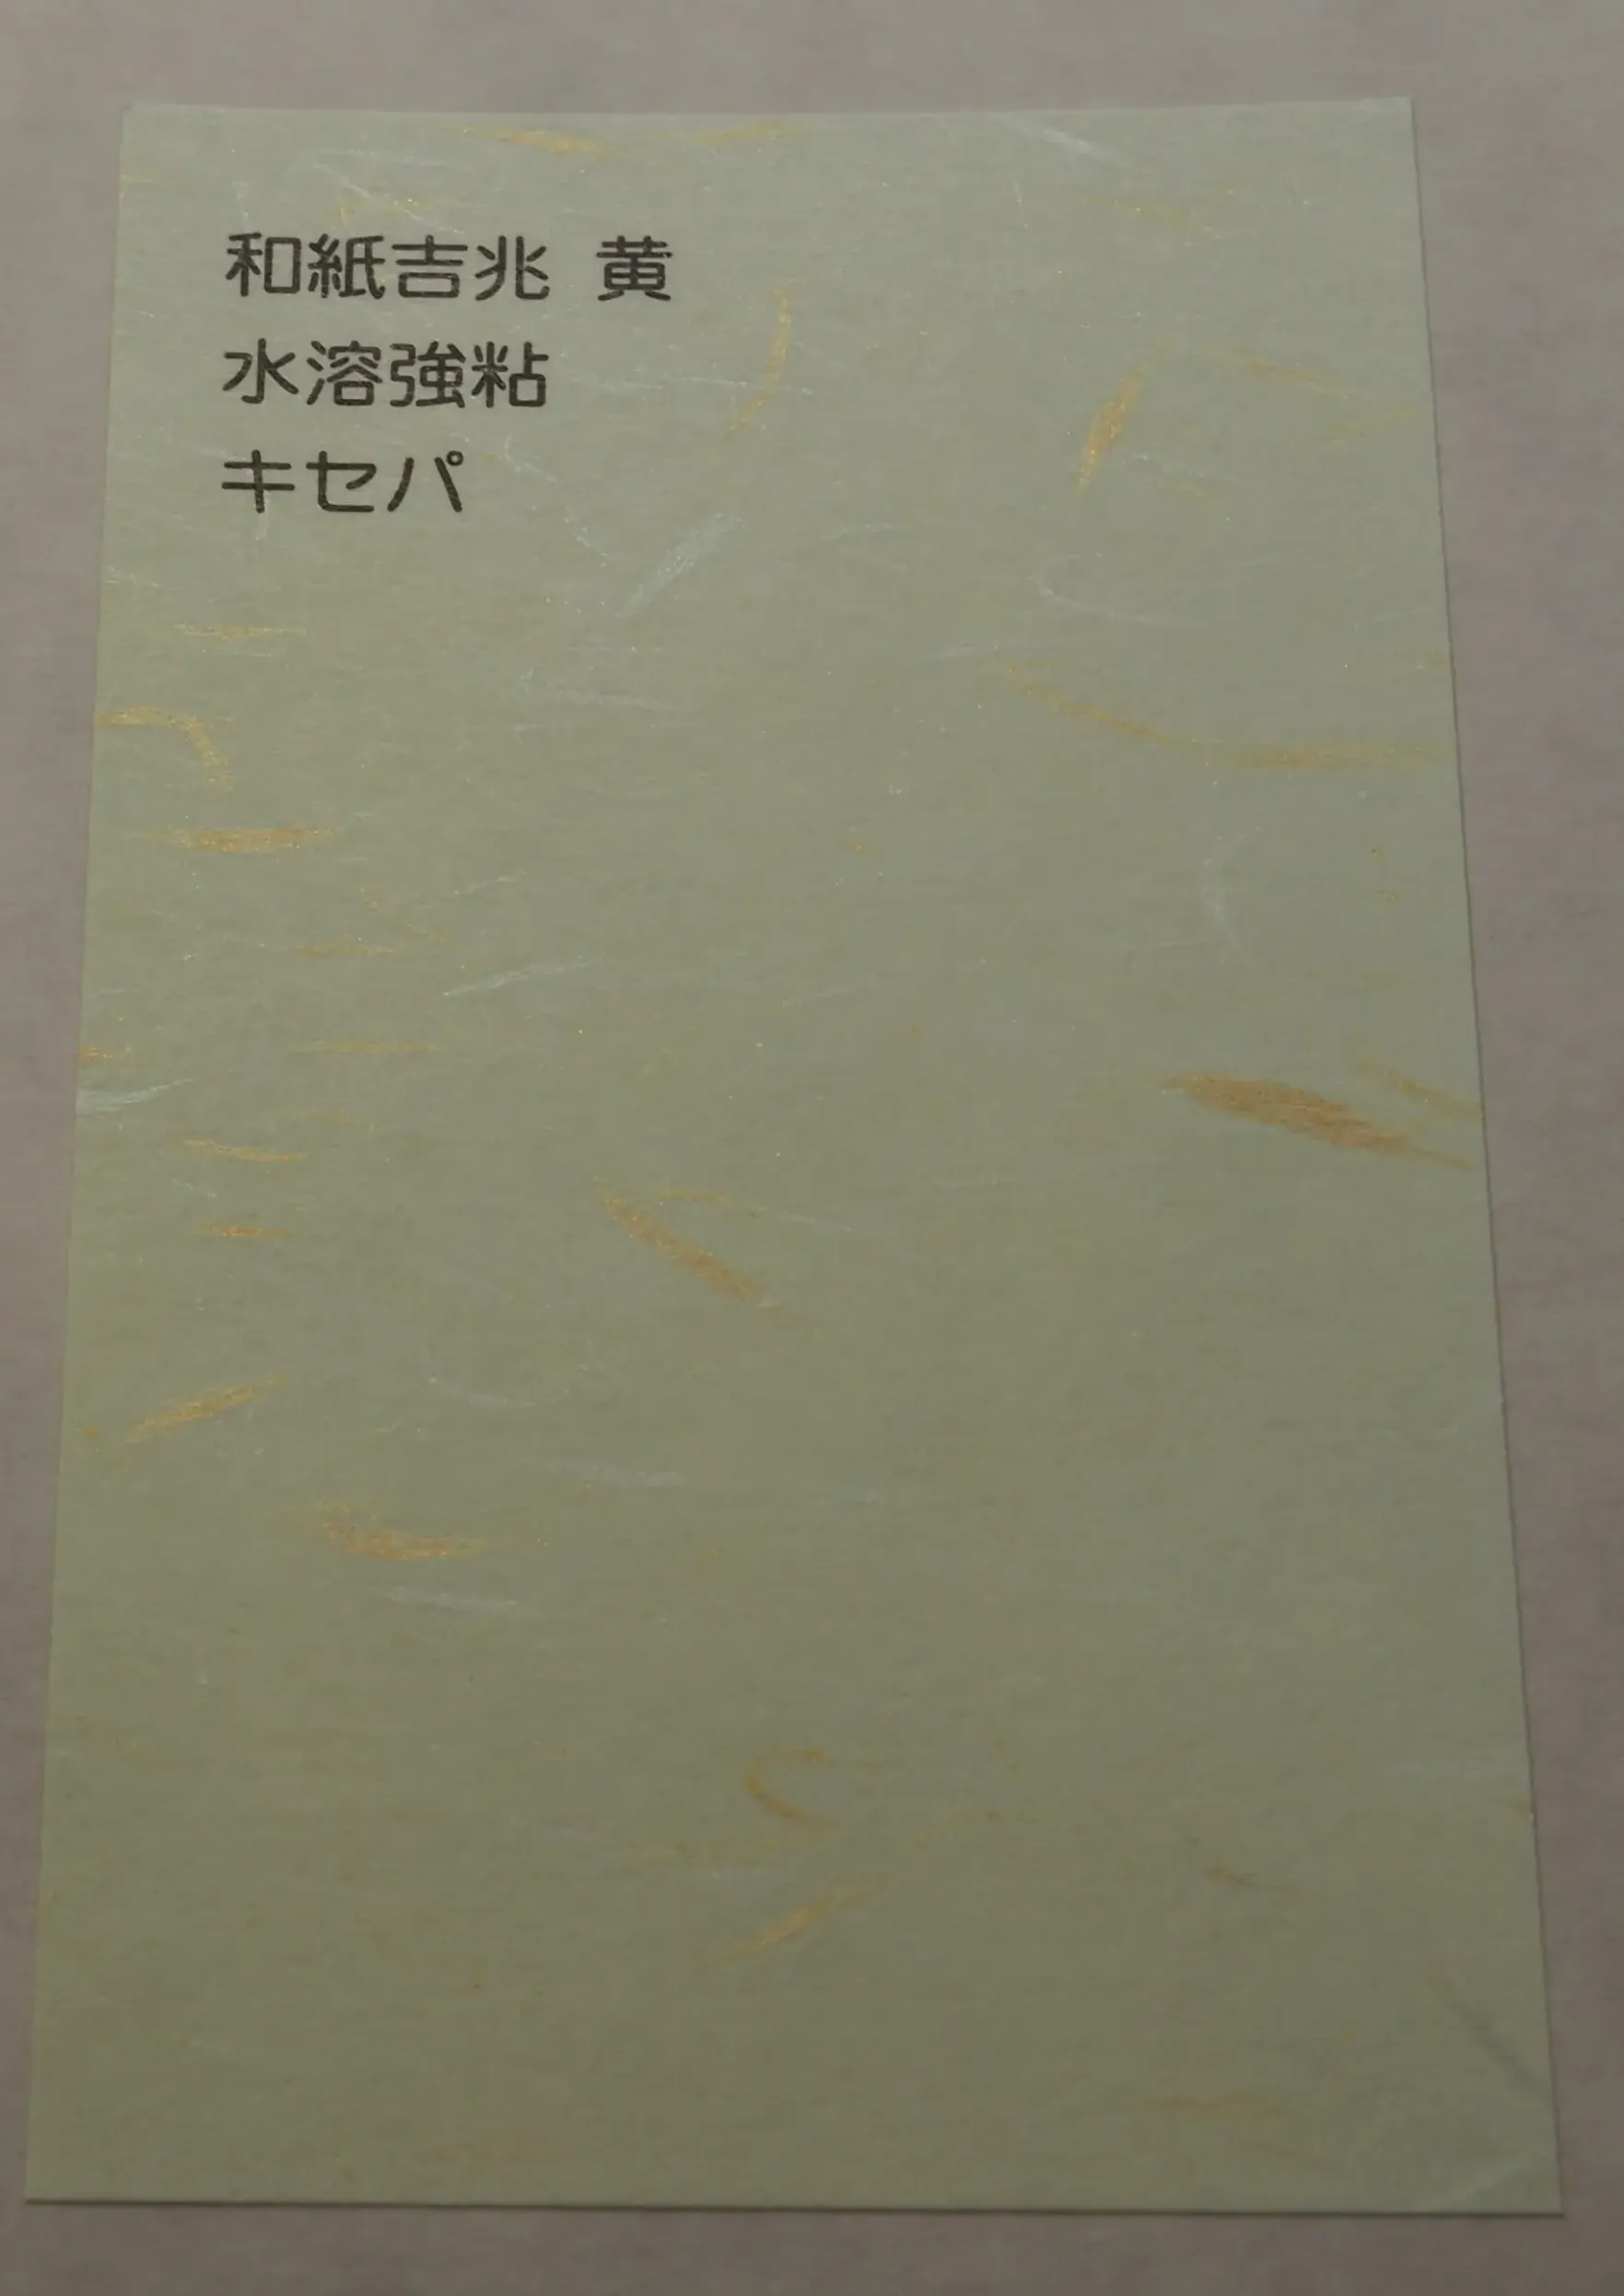 和紙吉兆 黄
水溶強粘
キセパ